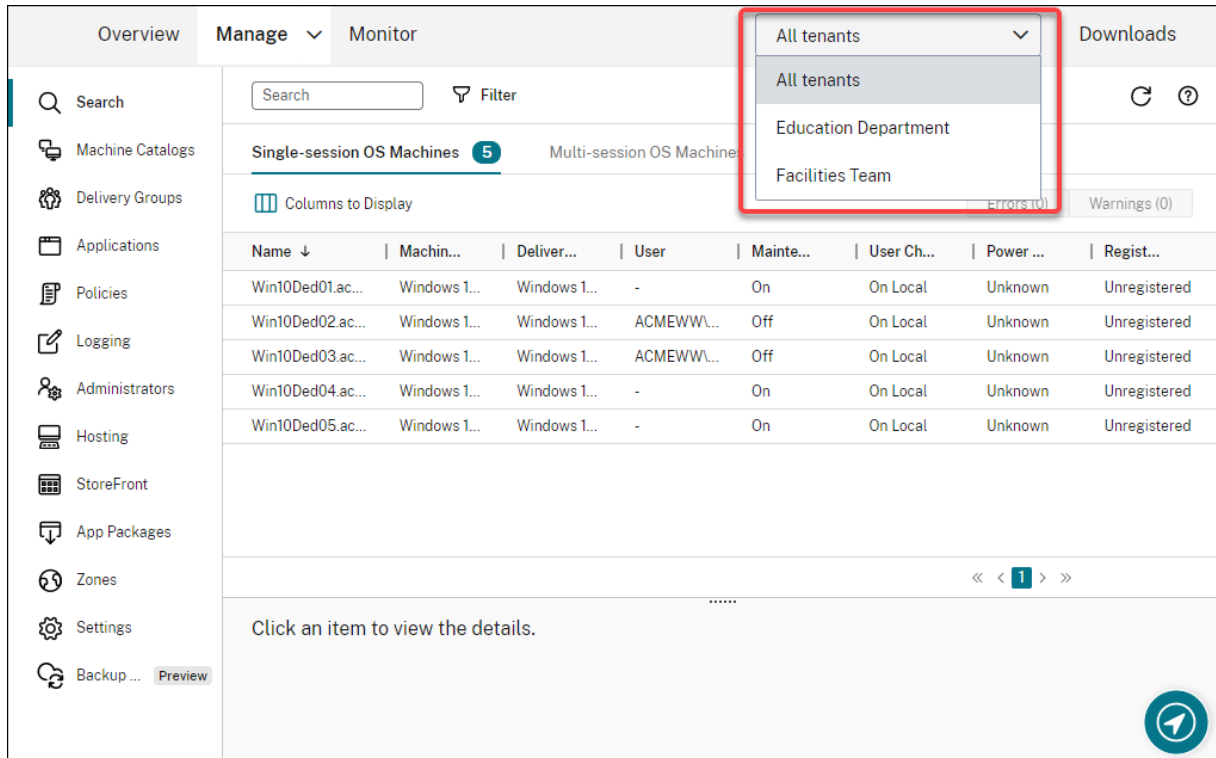 Overview Manage Monitor All tenants Downloads
All tenants
Education Department
Facilities Team
Search
Machine Catalogs
Delivery Groups
Applications
Policies
Logging
Administrators
Hosting
StoreFront
App Packages
Zones
Settings
Backup ... Preview
Search Filter
Single-session OS Machines 5 Multi-session OS Machines
Columns to Display Errors (0) Warnings (0)
Name ↓ Machin... Deliver... User Mainte... User Ch... Power ... Regist...
Win10Ded01.ac... Windows 1... Windows 1... - On On Local Unknown Unregistered
Win10Ded02.ac... Windows 1... Windows 1... ACMEWW\... Off On Local Unknown Unregistered
Win10Ded03.ac... Windows 1... Windows 1... ACMEWW\... Off On Local Unknown Unregistered
Win10Ded04.ac... Windows 1... Windows 1... - On On Local Unknown Unregistered
Win10Ded05.ac... Windows 1... Windows 1... - On On Local Unknown Unregistered
« < 1 > »
Click an item to view the details.